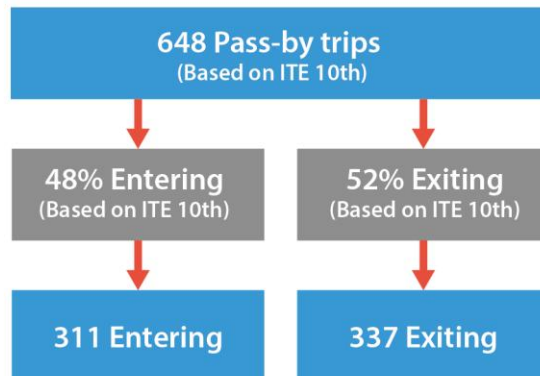 648 Pass-by trips
(Based on ITE 10th)
48% Entering
(Based on ITE 10th)
52% Exiting
(Based on ITE 10th)
311 Entering
337 Exiting